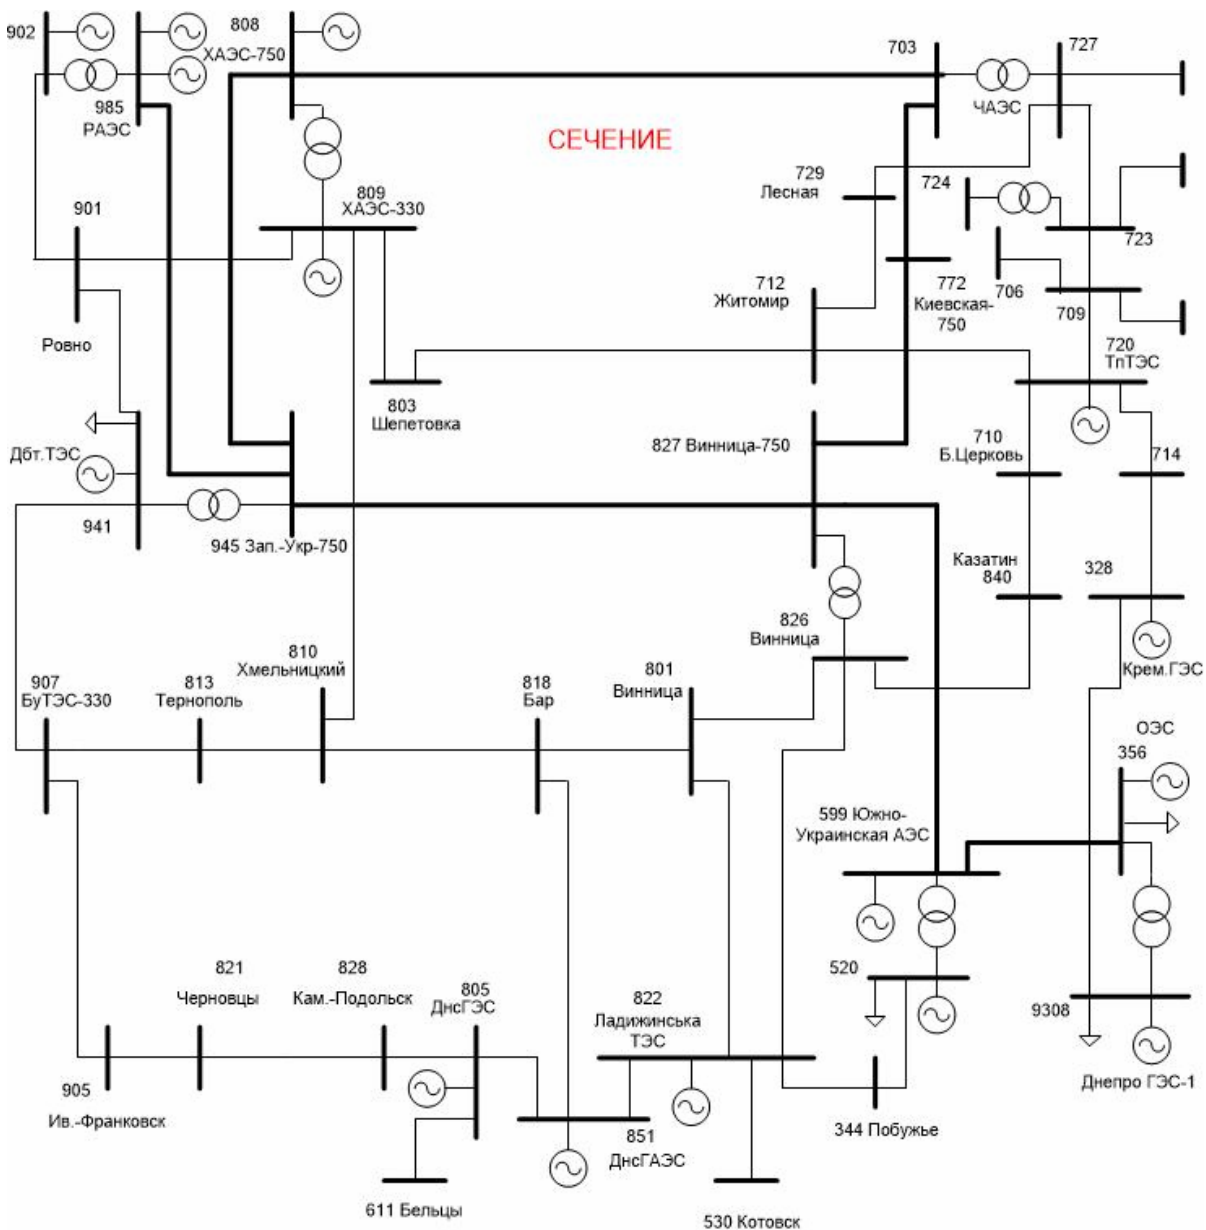 902
808
ХАЭС-750
703
727
985
РАЭС
ЧАЭС
СЕЧЕНИЕ
729
Лесная
724
809
ХАЭС-330
901
723
712
Житомир
772
Киевская-
750
706
709
Ровно
720
ТпТЭС
803
Шепетовка
827 Винница-750
710
Б.Церковь
714
Дбт.ТЭС
941
945 Зап.-Укр-750
Казатин
840
328
826
Винница
810
Хмельницкий
801
Винница
Крем.ГЭС
907
БуТЭС-330
813
Тернополь
818
Бар
ОЭС
356
599 Южно-
Украинская АЭС
821
Черновцы
828
Кам.-Подольск
805
ДнсГЭС
822
Ладижинська
ТЭС
520
9308
905
Ив.-Франковск
Днепро ГЭС-1
851
ДнсГАЭС
344 Побужье
611 Бельцы
530 Котовск